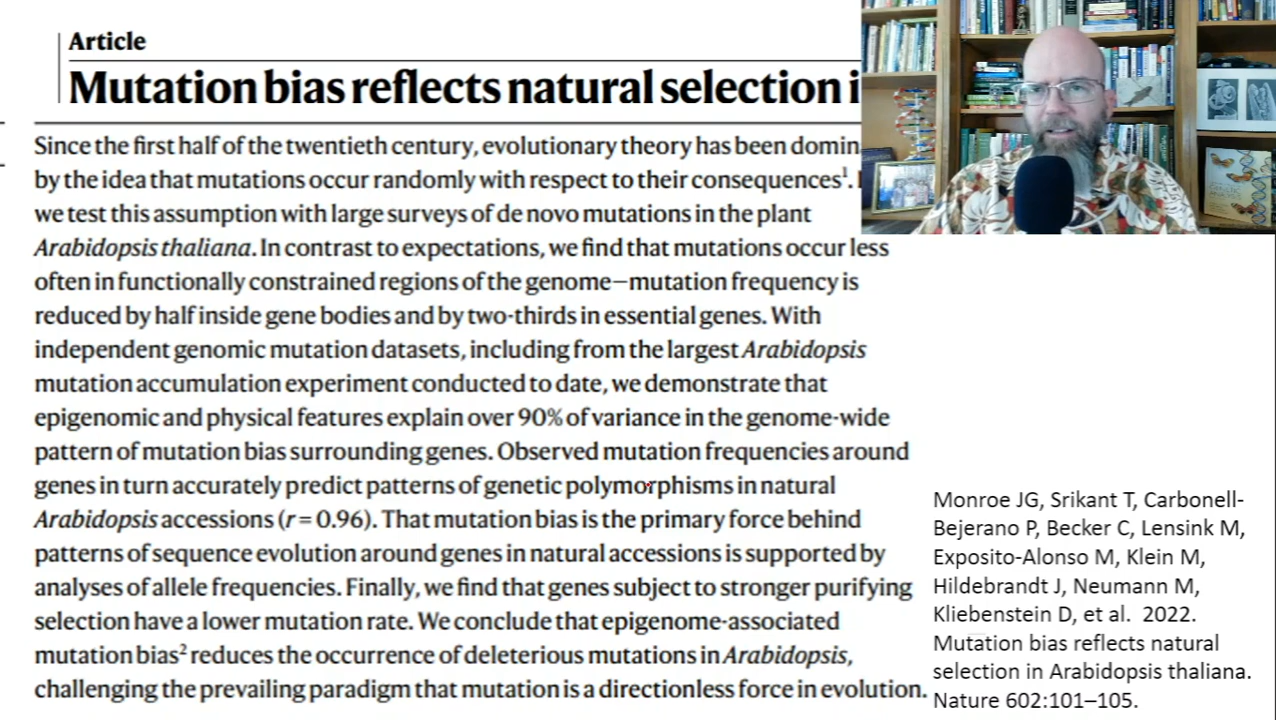 Article
Mutation bias reflects natural selection i
Since the first half of the twentieth century, evolutionary theory has been domin
by the idea that mutations occur randomly with respect to their consequences¹.
we test this assumption with large surveys of de novo mutations in the plant
Arabidopsis thaliana. In contrast to expectations, we find that mutations occur less
often in functionally constrained regions of the genome—mutation frequency is
reduced by half inside gene bodies and by two-thirds in essential genes. With
independent genomic mutation datasets, including from the largest Arabidopsis
mutation accumulation experiment conducted to date, we demonstrate that
epigenomic and physical features explain over 90% of variance in the genome-wide
pattern of mutation bias surrounding genes. Observed mutation frequencies around
genes in turn accurately predict patterns of genetic polymorphisms in natural
Arabidopsis accessions (r = 0.96). That mutation bias is the primary force behind
patterns of sequence evolution around genes in natural accessions is supported by
analyses of allele frequencies. Finally, we find that genes subject to stronger purifying
selection have a lower mutation rate. We conclude that epigenome-associated
mutation bias² reduces the occurrence of deleterious mutations in Arabidopsis,
challenging the prevailing paradigm that mutation is a directionless force in evolution.
Monroe JG, Srikant T, Carbonell-
Bejerano P, Becker C, Lensink M,
Exposito-Alonso M, Klein M,
Hildebrandt J, Neumann M,
Kliebenstein D, et al. 2022.
Mutation bias reflects natural
selection in Arabidopsis thaliana.
Nature 602:101–105.